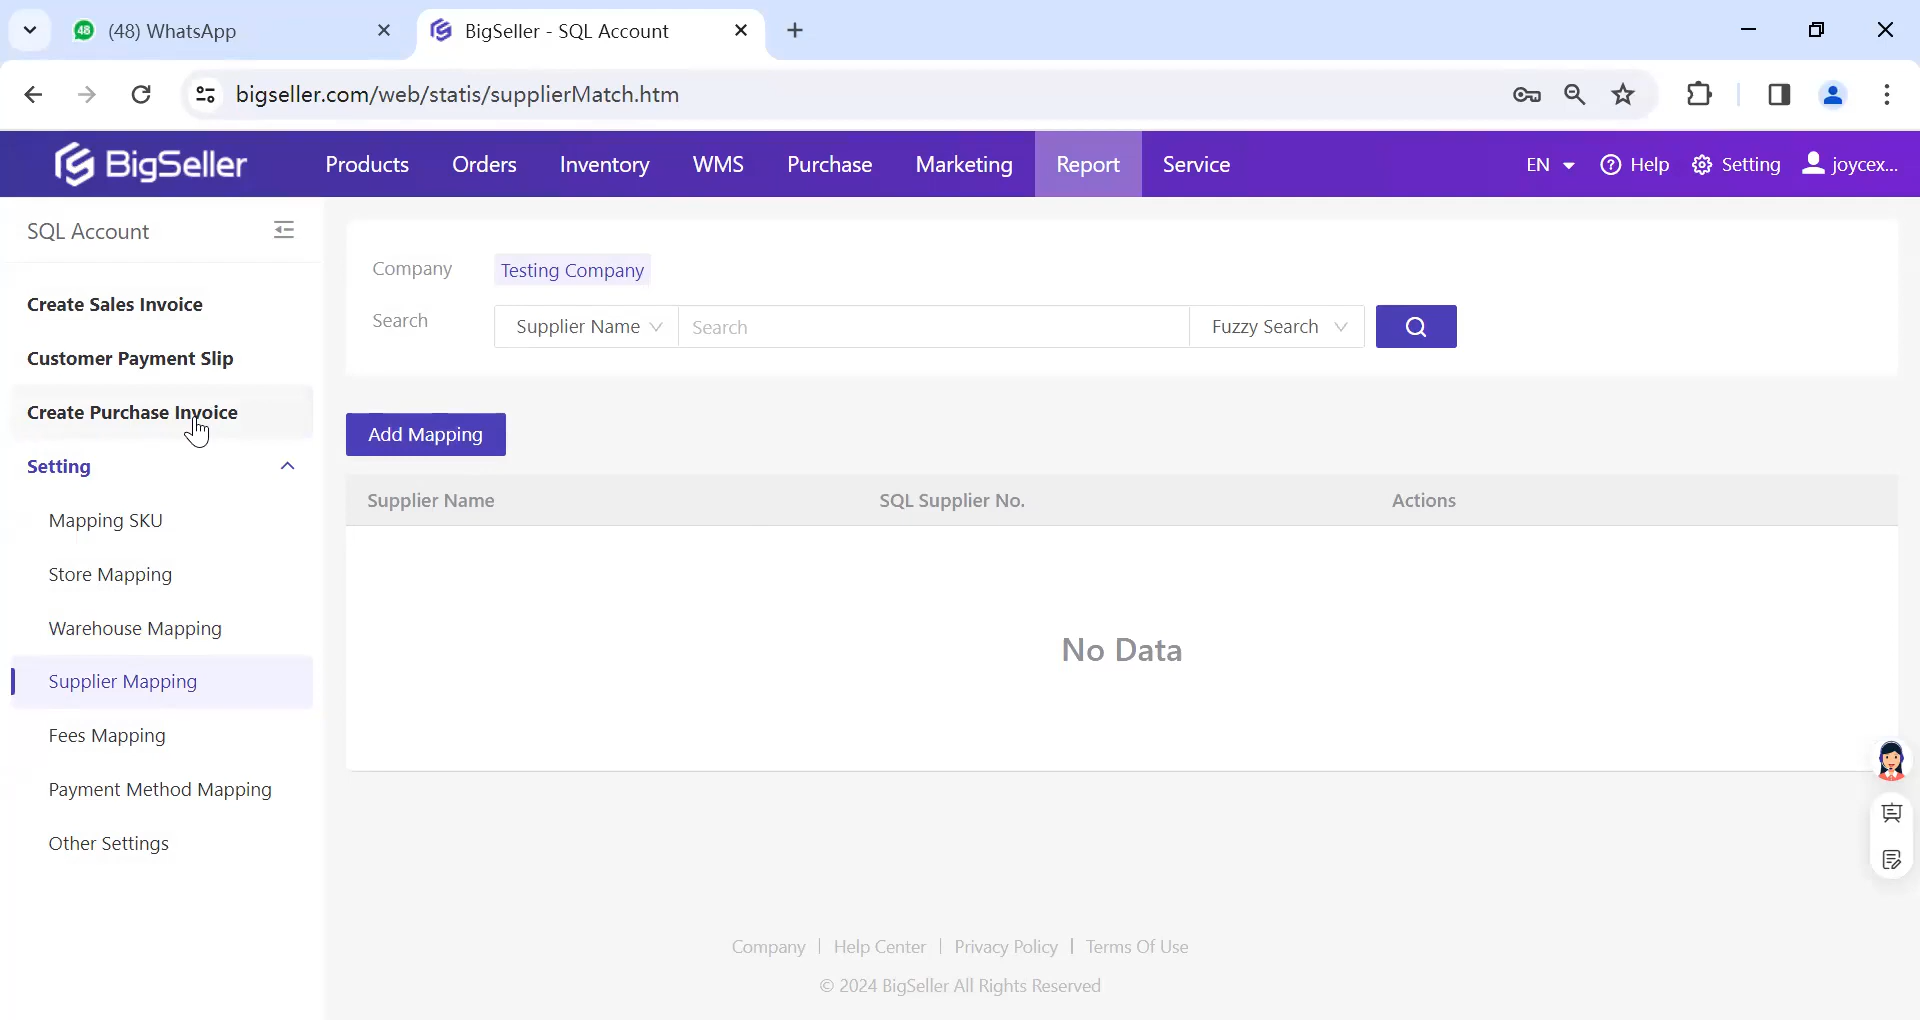 48 (48) WhatsApp
BigSeller - SQL Account
bigseller.com/web/statis/supplierMatch.htm
BigSeller Products Orders Inventory WMS Purchase Marketing Report Service EN Help Setting joycex...
SQL Account
Create Sales Invoice
Customer Payment Slip
Create Purchase Invoice
Setting
Mapping SKU
Store Mapping
Warehouse Mapping
Supplier Mapping
Fees Mapping
Payment Method Mapping
Other Settings
Company Testing Company
Search Supplier Name Search Fuzzy Search
Add Mapping
Supplier Name SQL Supplier No. Actions
No Data
Company | Help Center | Privacy Policy | Terms Of Use
© 2024 BigSeller All Rights Reserved